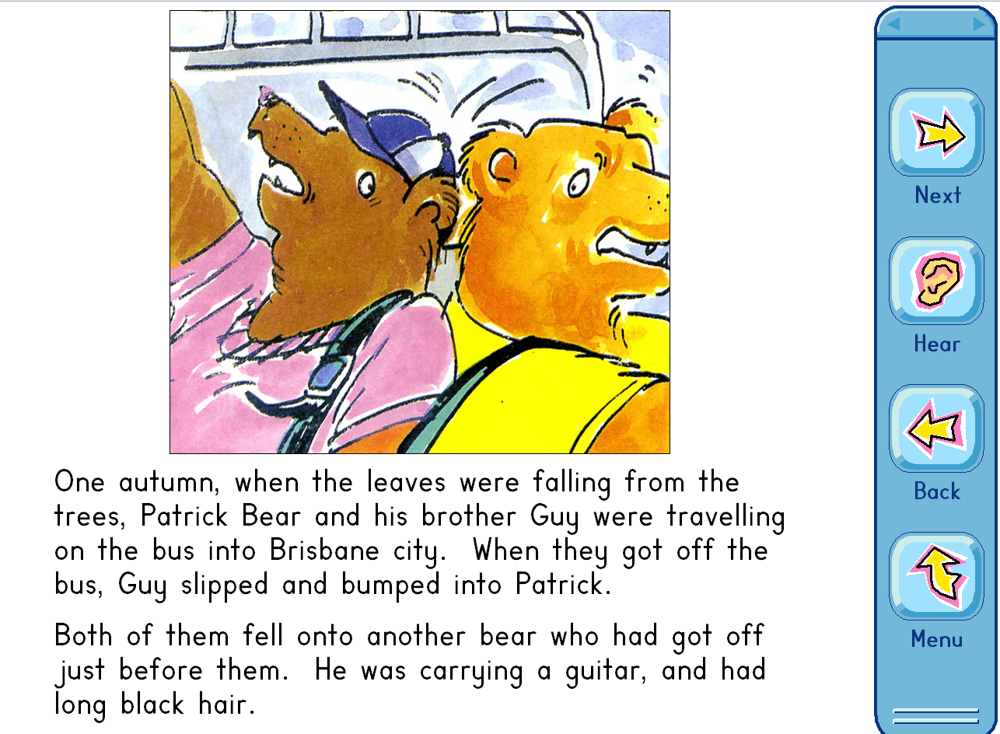 One autumn, when the leaves were falling from the
trees, Patrick Bear and his brother Guy were travelling
on the bus into Brisbane city.  When they got off the
bus, Guy slipped and bumped into Patrick.
Both of them fell onto another bear who had got off
just before them.  He was carrying a guitar, and had
long black hair.
Next
Hear
Back
Menu